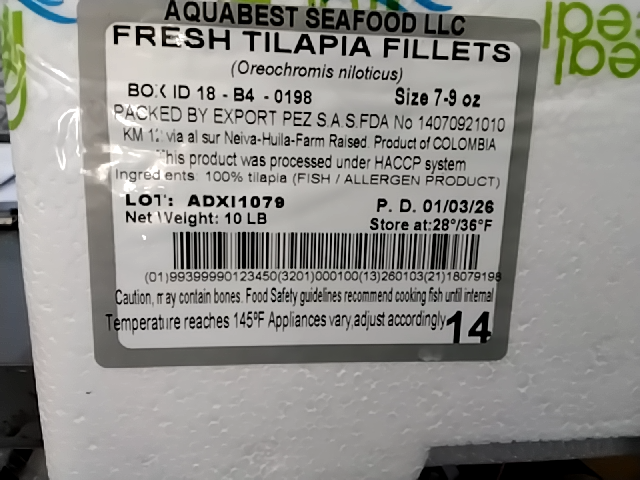 AQUABEST SEAFOOD LLC
FRESH TILAPIA FILLETS
(Oreochromis niloticus)
BOX ID 18 - B4 - 0198 Size 7-9 oz
PACKED BY EXPORT PEZ S.A.S.FDA No 14070921010
KM 12 via al sur Neiva-Huila-Farm Raised. Product of COLOMBIA
This product was processed under HACCP system
Ingredients: 100% tilapia (FISH / ALLERGEN PRODUCT)
LOT: ADXI1079 P. D. 01/03/26
Net Weight: 10 LB Store at:28°/36°F
(01)99399990123450(3201)000100(13)260103(21)18079198
Caution, may contain bones. Food Safety guidelines recommend cooking fish until internal
Temperature reaches 145ºF Appliances vary,adjust accordingly 14